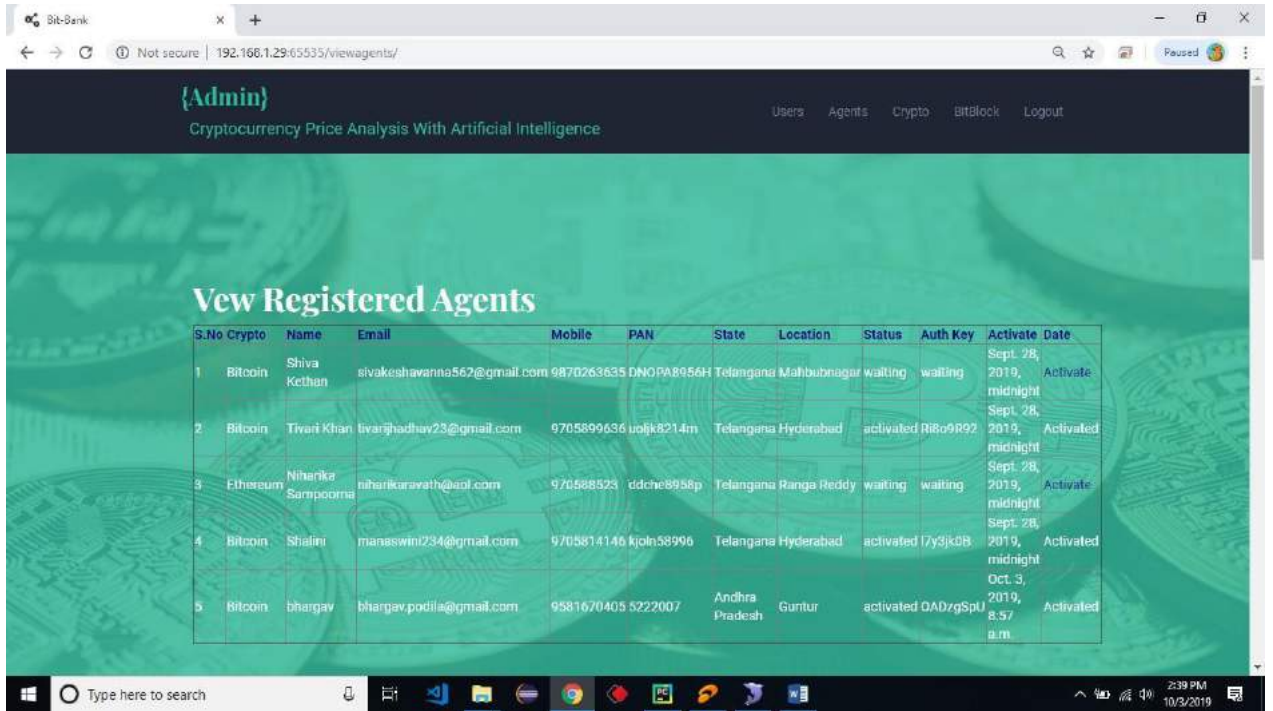 Bit-Bank
Not secure | 192.168.1.29:65535/viewagents/
Paused
{Admin}
Cryptocurrency Price Analysis With Artificial Intelligence
Users Agents Crypto BitBlock Logout
Vew Registered Agents
S.No Crypto Name Email Mobile PAN State Location Status Auth Key Activate Date
1 Bitcoin Shiva Kethan sivakeshavanna562@gmail.com 9870263635 DNOPA8956H Telangana Mahbubnagar waiting waiting Sept. 28, 2019, midnight Activate
2 Bitcoin Tivari Khan tivarijhadhav23@gmail.com 9705899636 uoljk8214m Telangana Hyderabad activated Ri8o9R92 Sept. 28, 2019, midnight Activated
3 Ethereum Niharika Sampoorna niharikaravath@aol.com 970588523 ddche8958p Telangana Ranga Reddy waiting waiting Sept. 28, 2019, midnight Activate
4 Bitcoin Shalini manaswini234@gmail.com 9705814146 kjoln58996 Telangana Hyderabad activated Sept. 28, 2019, midnight Activated
5 Bitcoin bhargav bhargav.podila@gmail.com 9581670405 5222007 Andhra Pradesh Guntur activated OADzgSpU Oct. 3, 2019, 8:57 a.m. Activated
Type here to search
2:39 PM
10/3/2019